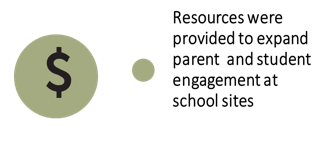 $
Resources were
provided to expand
parent and student
engagement at
school sites